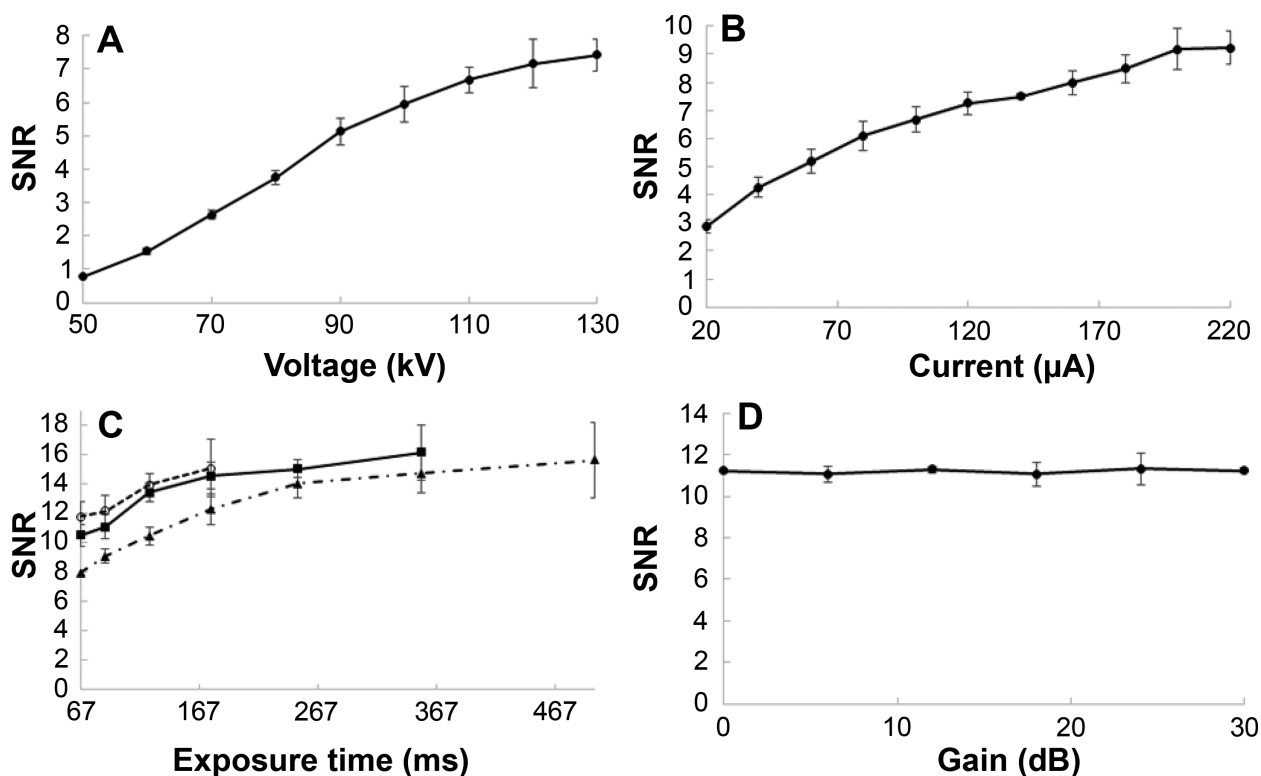 A
SNR
8
7
6
5
4
3
2
1
0
50 70 90 110 130
Voltage (kV)
B
SNR
10
9
8
7
6
5
4
3
2
1
0
20 70 120 170 220
Current (µA)
C
SNR
18
16
14
12
10
8
6
4
2
0
67 167 267 367 467
Exposure time (ms)
D
SNR
14
12
10
8
6
4
2
0
0 10 20 30
Gain (dB)